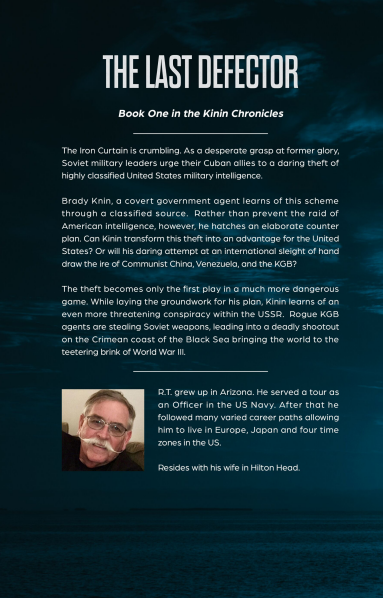 THE LAST DEFECTOR
Book One in the Kinin Chronicles
The Iron Curtain is crumbling. As a desperate grasp at former glory,
Soviet military leaders urge their Cuban allies to a daring theft of
highly classified United States military intelligence.
Brady Knin, a covert government agent learns of this scheme
through a classified source. Rather than prevent the raid of
American intelligence, however, he hatches an elaborate counter
plan. Can Kinin transform this theft into an advantage for the United
States? Or will his daring attempt at an international sleight of hand
draw the ire of Communist China, Venezuela, and the KGB?
The theft becomes only the first play in a much more dangerous
game. While laying the groundwork for his plan, Kinin learns of an
even more threatening conspiracy within the USSR. Rogue KGB
agents are stealing Soviet weapons, leading into a deadly shootout
on the Crimean coast of the Black Sea bringing the world to the
teetering brink of World War III.
R.T. grew up in Arizona. He served a tour as
an Officer in the US Navy. After that he
followed many varied career paths allowing
him to live in Europe, Japan and four time
zones in the US.
Resides with his wife in Hilton Head.